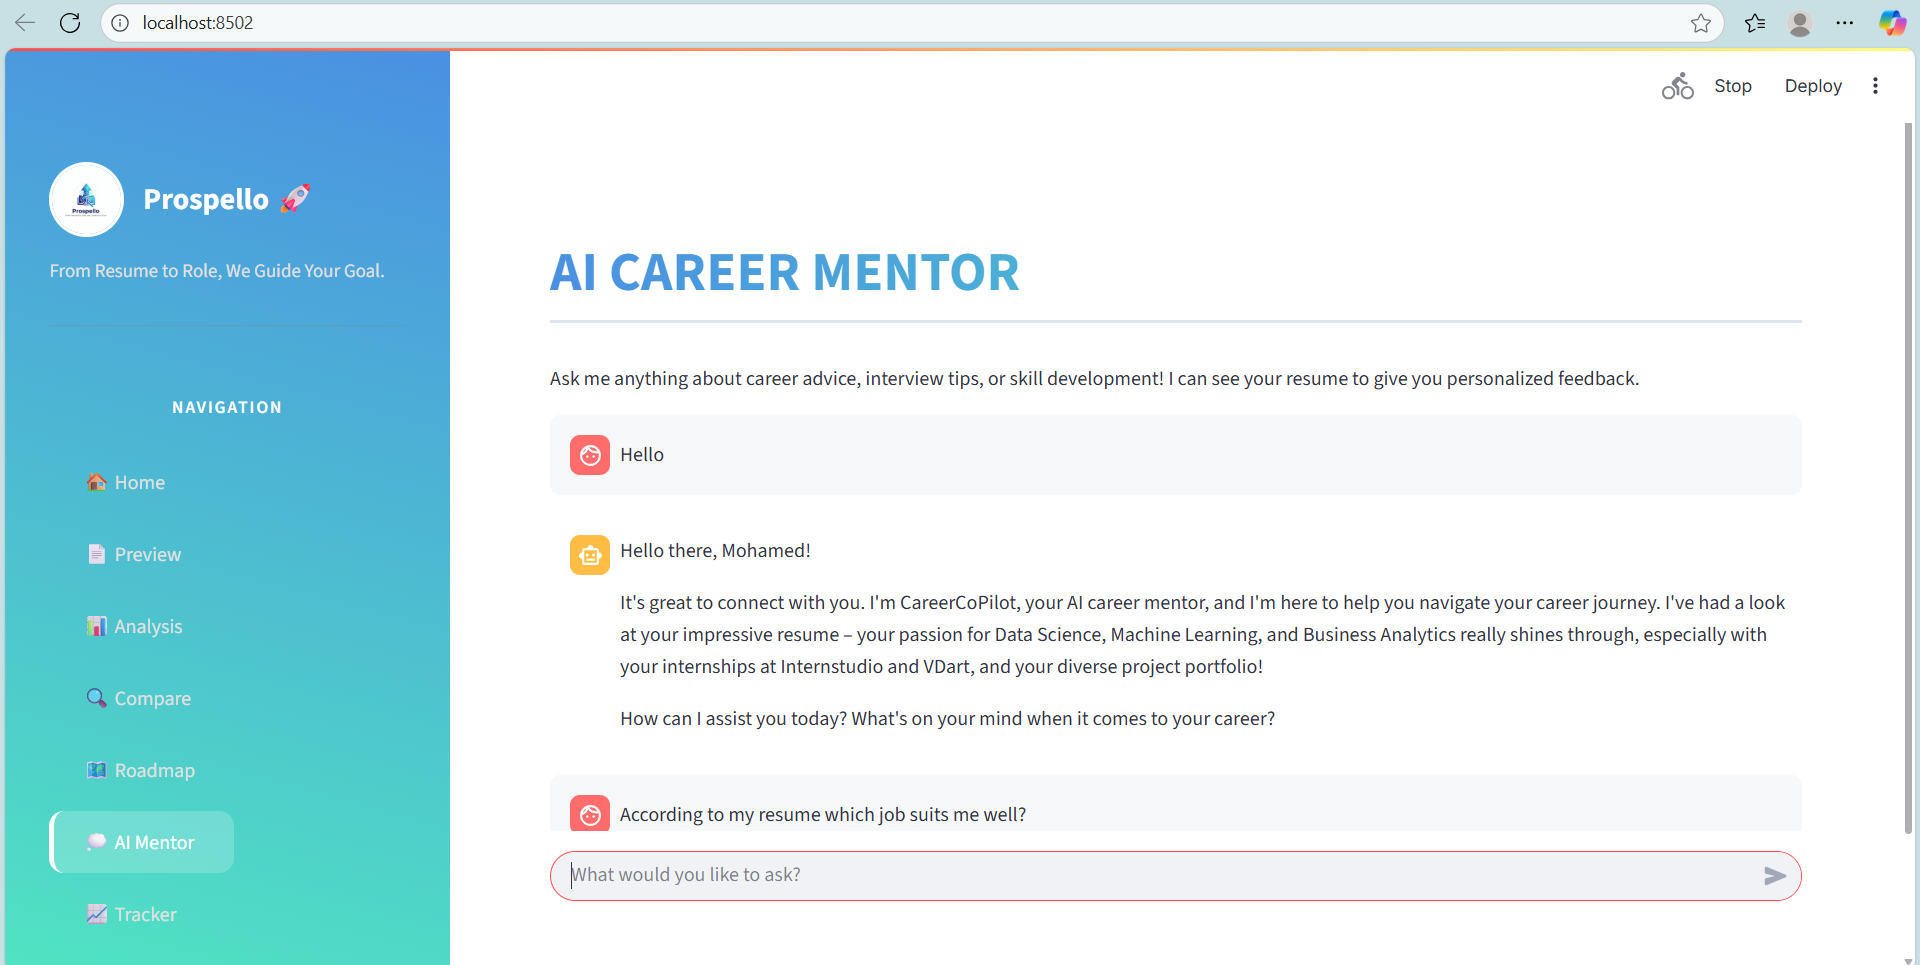 localhost:8502
Stop
Deploy
Prospello
Prospello 🚀
From Resume to Role, We Guide Your Goal.
NAVIGATION
🏠 Home
📄 Preview
📊 Analysis
🔍 Compare
🗺️ Roadmap
💭 AI Mentor
📈 Tracker
AI CAREER MENTOR
Ask me anything about career advice, interview tips, or skill development! I can see your resume to give you personalized feedback.
Hello
Hello there, Mohamed!
It's great to connect with you. I'm CareerCoPilot, your AI career mentor, and I'm here to help you navigate your career journey. I've had a look
at your impressive resume – your passion for Data Science, Machine Learning, and Business Analytics really shines through, especially with
your internships at Internstudio and VDart, and your diverse project portfolio!
How can I assist you today? What's on your mind when it comes to your career?
According to my resume which job suits me well?
What would you like to ask?